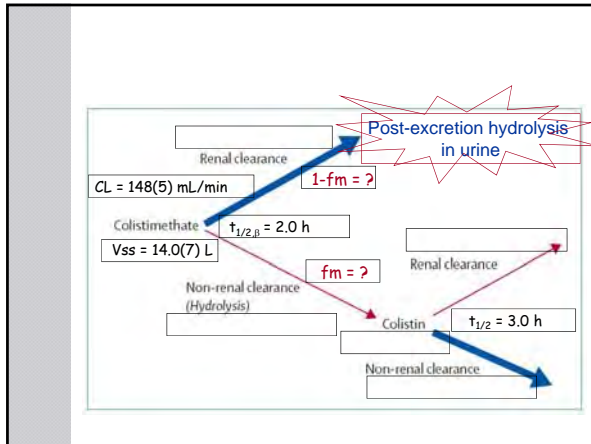 Post-excretion hydrolysis
in urine
Renal clearance
CL = 148(5) mL/min
1-fm = ?
Colistimethate
t1/2,β = 2.0 h
Vss = 14.0(7) L
fm = ?
Renal clearance
Non-renal clearance
(Hydrolysis)
Colistin
t1/2 = 3.0 h
Non-renal clearance